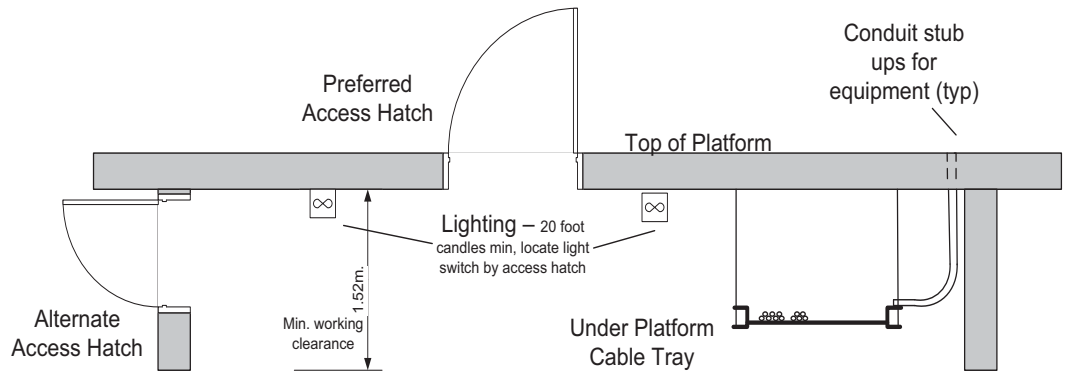 Conduit stub
ups for
equipment (typ)
Preferred
Access Hatch
Top of Platform
Lighting – 20 foot
candles min, locate light
switch by access hatch
1.52m.
Min. working
clearance
Alternate
Access Hatch
Under Platform
Cable Tray